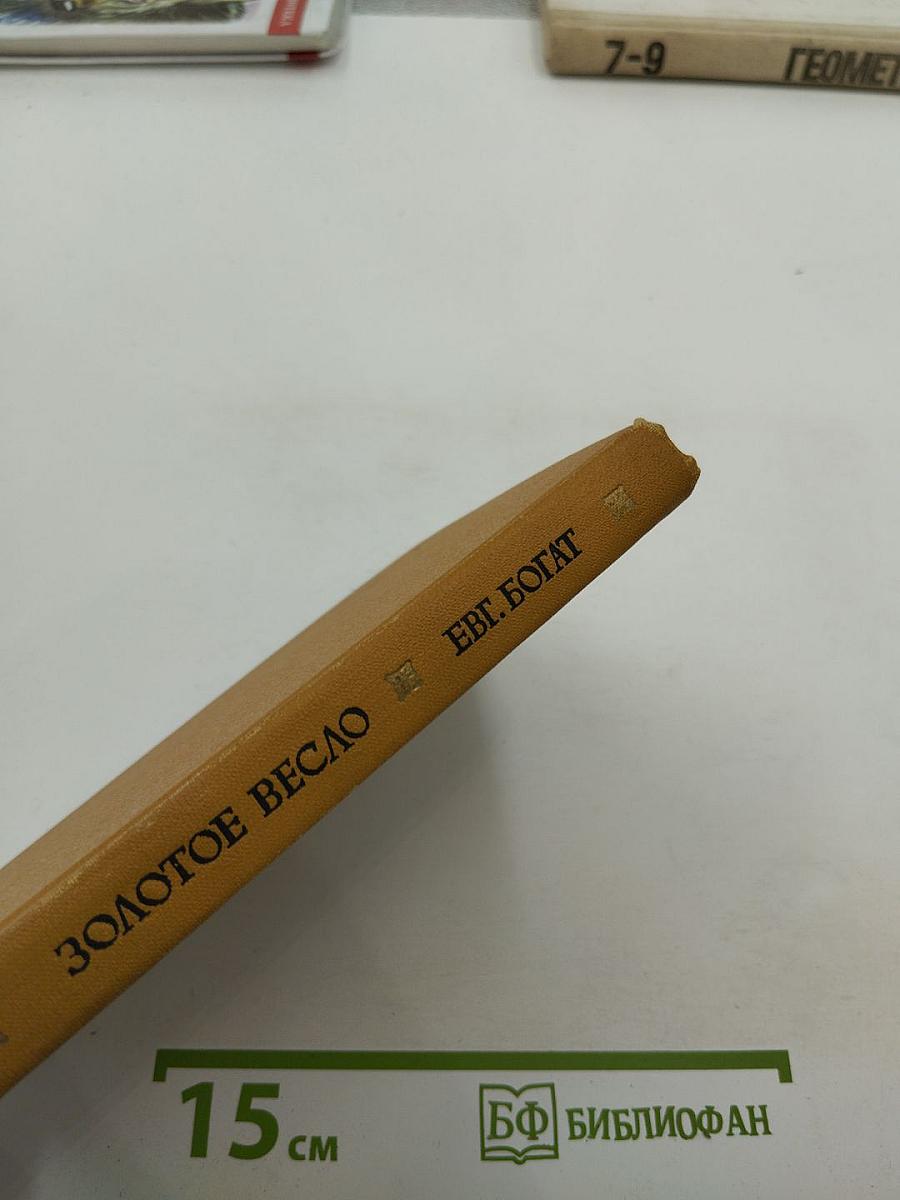 7-9 ГЕОМЕТ
ЗОЛОТОЕ ВЕСЛО ЕВГ. БОГАТ
15 см
БФ БИБЛИОФАН